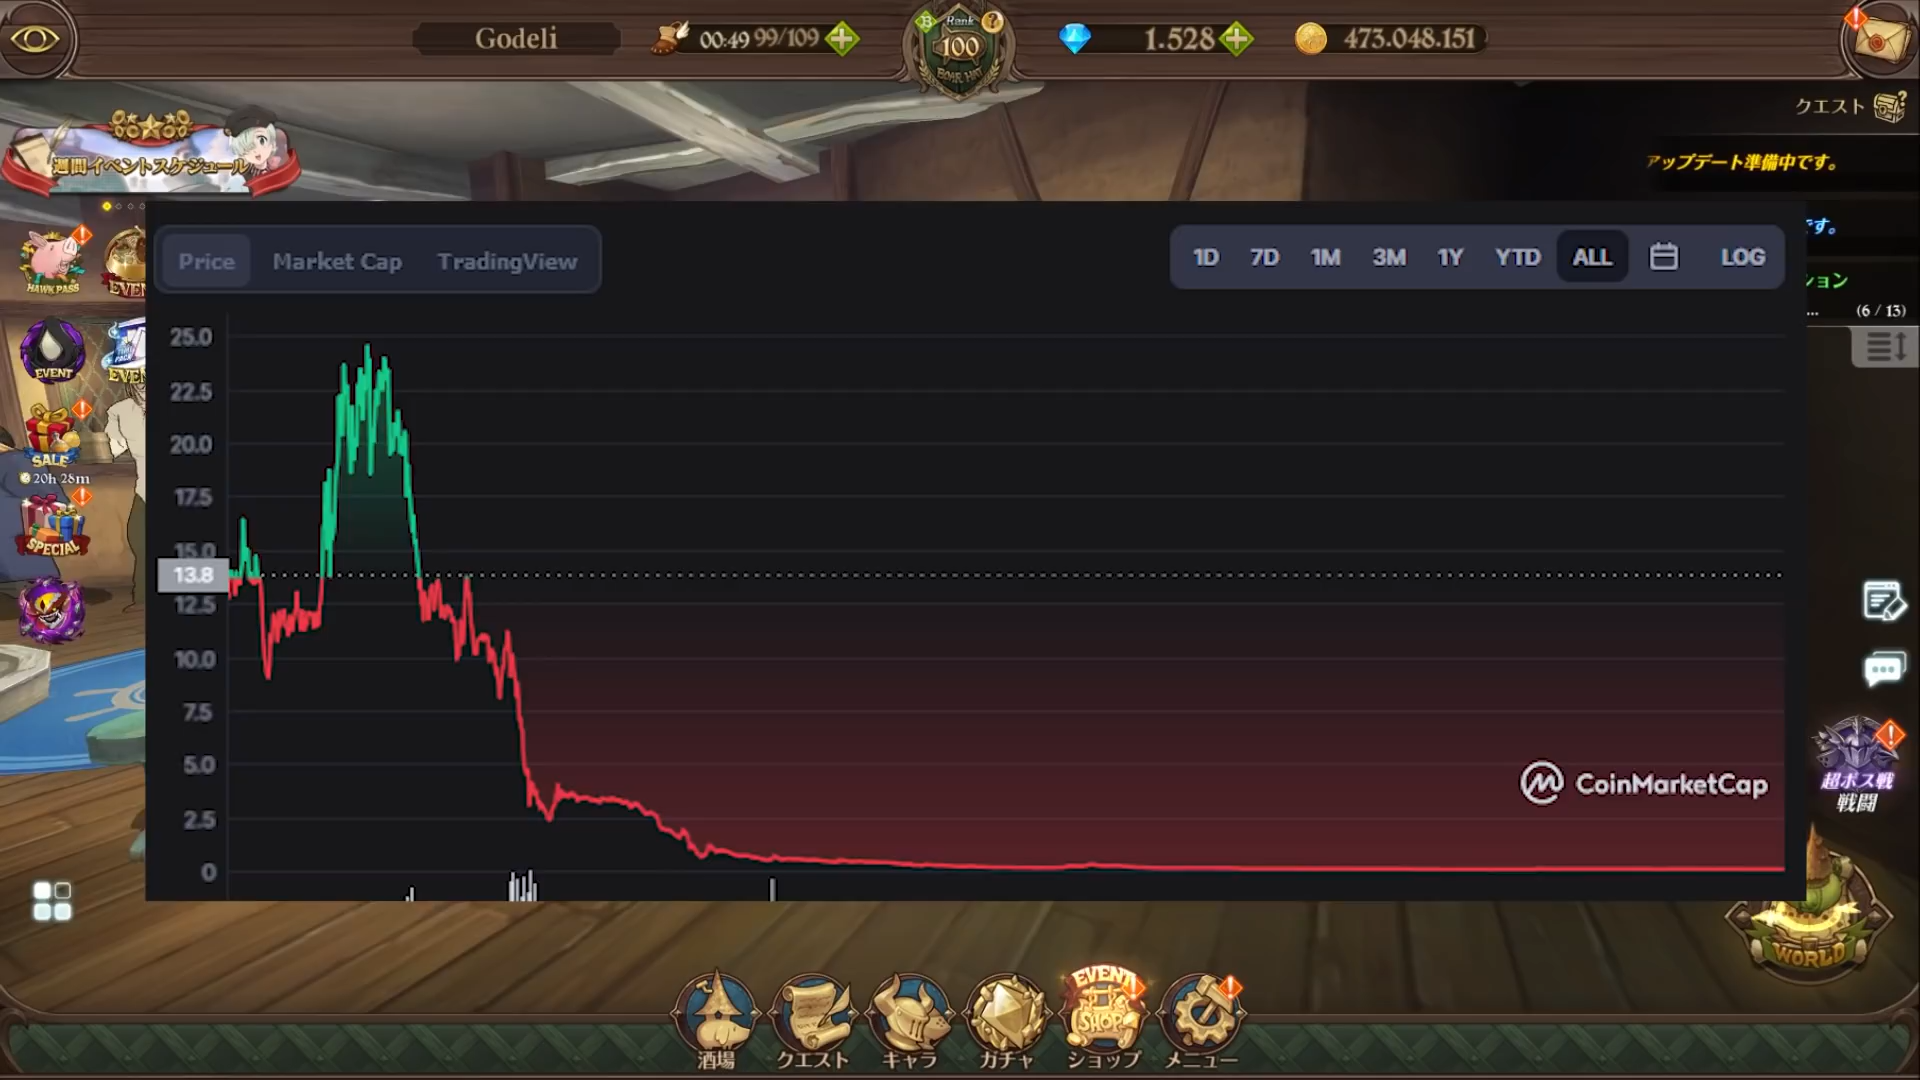 Godeli
00:49 99/109
Rank
100
BOAR HAT
1.528
473.048.151
クエスト
週間イベントスケジュール
アップデート準備中です。
です。
ション
... (6 / 13)
HAWK PASS
EVEN
EVENT
EVEN
SALE
20h 28m
SPECIAL
Price
Market Cap
TradingView
1D
7D
1M
3M
1Y
YTD
ALL
LOG
25.0
22.5
20.0
17.5
15.0
13.8
12.5
10.0
7.5
5.0
2.5
0
CoinMarketCap
超ボス戦
戦闘
WORLD
EVENT
SHOP
酒場
クエスト
キャラ
ガチャ
ショップ
メニュー